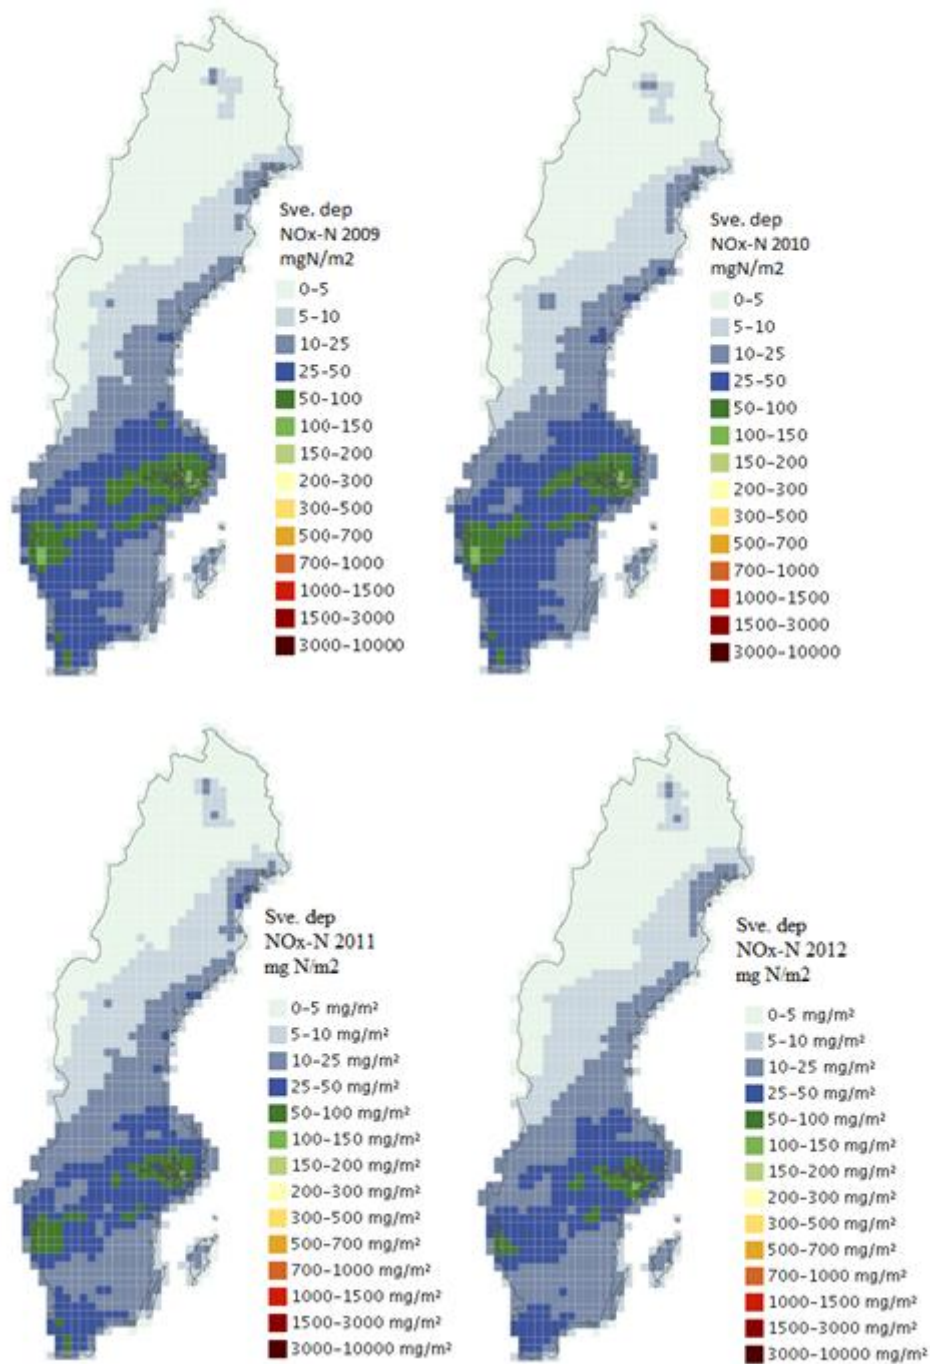 Sve. dep
NOx-N 2009
mgN/m2
0-5
5-10
10-25
25-50
50-100
100-150
150-200
200-300
300-500
500-700
700-1000
1000-1500
1500-3000
3000-10000
Sve. dep
NOx-N 2010
mgN/m2
0-5
5-10
10-25
25-50
50-100
100-150
150-200
200-300
300-500
500-700
700-1000
1000-1500
1500-3000
3000-10000
Sve. dep
NOx-N 2011
mg N/m2
0-5 mg/m²
5-10 mg/m²
10-25 mg/m²
25-50 mg/m²
50-100 mg/m²
100-150 mg/m²
150-200 mg/m²
200-300 mg/m²
300-500 mg/m²
500-700 mg/m²
700-1000 mg/m²
1000-1500 mg/m²
1500-3000 mg/m²
3000-10000 mg/m²
Sve. dep
NOx-N 2012
mg N/m2
0-5 mg/m²
5-10 mg/m²
10-25 mg/m²
25-50 mg/m²
50-100 mg/m²
100-150 mg/m²
150-200 mg/m²
200-300 mg/m²
300-500 mg/m²
500-700 mg/m²
700-1000 mg/m²
1000-1500 mg/m²
1500-3000 mg/m²
3000-10000 mg/m²